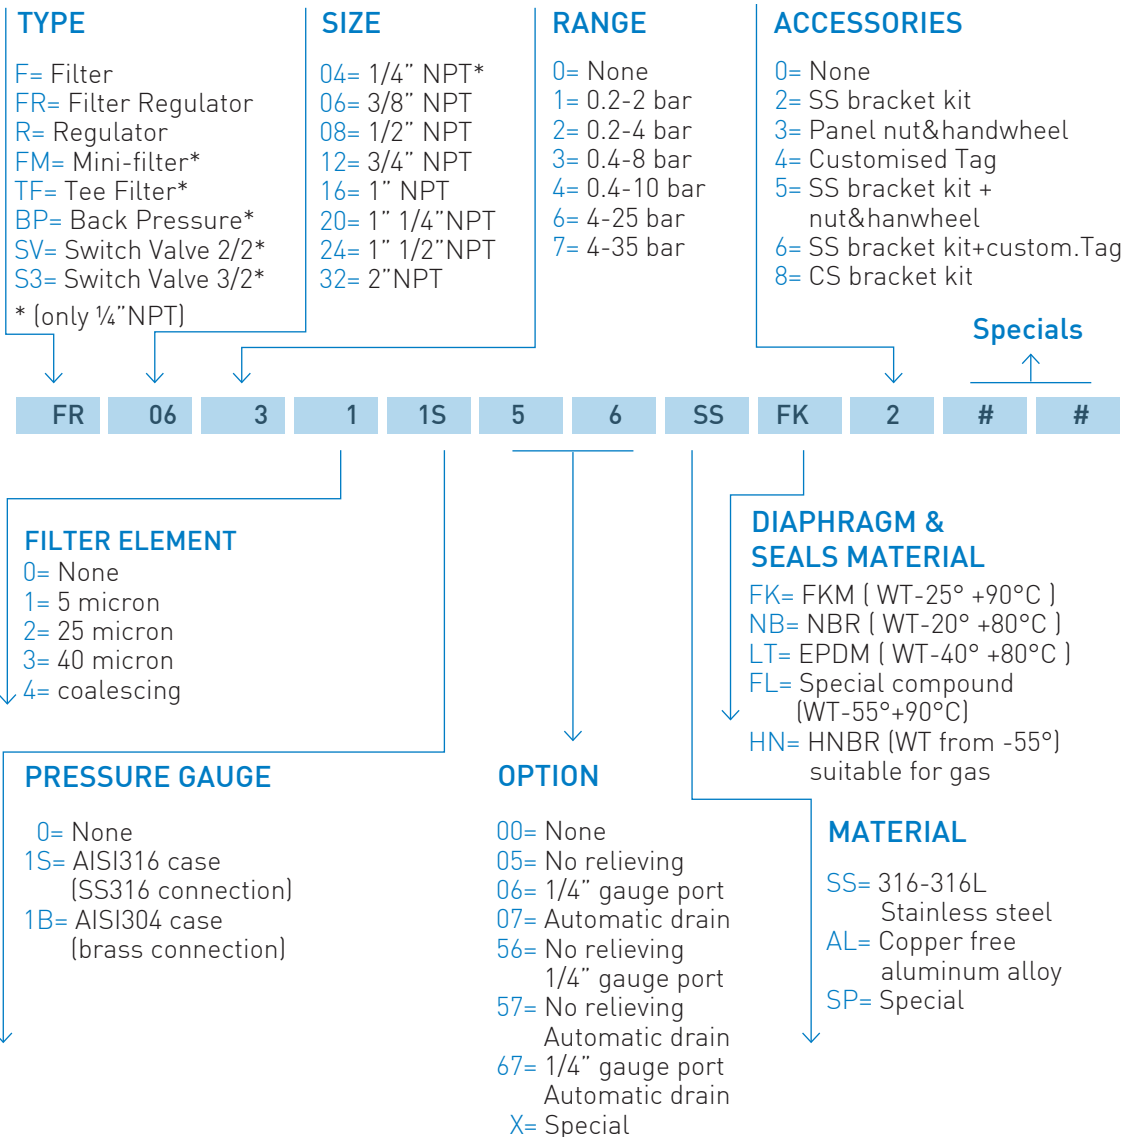 TYPE
F= Filter
FR= Filter Regulator
R= Regulator
FM= Mini-filter*
TF= Tee Filter*
BP= Back Pressure*
SV= Switch Valve 2/2*
S3= Switch Valve 3/2*
* (only ¼"NPT)
SIZE
04= 1/4" NPT*
06= 3/8" NPT
08= 1/2" NPT
12= 3/4" NPT
16= 1" NPT
20= 1" 1/4"NPT
24= 1" 1/2"NPT
32= 2"NPT
RANGE
0= None
1= 0.2-2 bar
2= 0.2-4 bar
3= 0.4-8 bar
4= 0.4-10 bar
6= 4-25 bar
7= 4-35 bar
ACCESSORIES
0= None
2= SS bracket kit
3= Panel nut&handwheel
4= Customised Tag
5= SS bracket kit +
nut&hanwheel
6= SS bracket kit+custom.Tag
8= CS bracket kit
Specials
FR 06 3 1 1S 5 6 SS FK 2 # #
FILTER ELEMENT
0= None
1= 5 micron
2= 25 micron
3= 40 micron
4= coalescing
DIAPHRAGM &
SEALS MATERIAL
FK= FKM ( WT-25° +90°C )
NB= NBR ( WT-20° +80°C )
LT= EPDM ( WT-40° +80°C )
FL= Special compound
(WT-55°+90°C)
HN= HNBR (WT from -55°)
suitable for gas
PRESSURE GAUGE
0= None
1S= AISI316 case
(SS316 connection)
1B= AISI304 case
(brass connection)
OPTION
00= None
05= No relieving
06= 1/4" gauge port
07= Automatic drain
56= No relieving
1/4" gauge port
57= No relieving
Automatic drain
67= 1/4" gauge port
Automatic drain
X= Special
MATERIAL
SS= 316-316L
Stainless steel
AL= Copper free
aluminum alloy
SP= Special